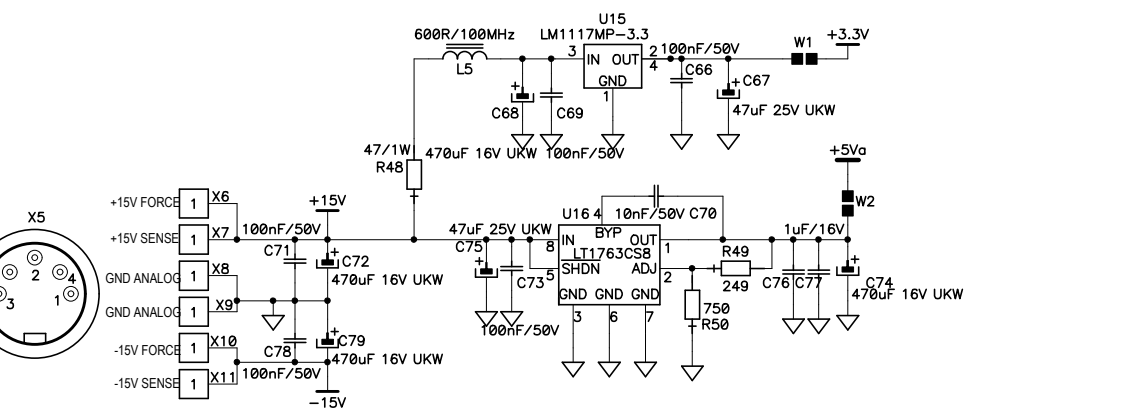 U15
600R/100MHz LM1117MP-3.3 W1 +3.3V
3 IN OUT 2 100nF/50V
L5 4 C66 C67
GND
+ 1 +
C68 C69 47uF 25V UKW
47/1W 470uF 16V UKW 100nF/50V
R48 +5Va
+15V FORCE 1 X6 +15V W2
X5 U16 4 10nF/50V C70
+15V SENSE 1 X7 100nF/50V 47uF 25V UKW BYP 1uF/16V
C71 C75 8 IN OUT 1 R49
+ C72 + LT1763CS8 +
2 GND ANALOG 1 X8 470uF 16V UKW C73 5 SHDN ADJ 2 249 C76 C77 C74
4 470uF 16V UKW
3 1 GND ANALOG 1 X9 GND GND GND 750
100nF/50V 3 6 7 R50
-15V FORCE 1 X10 C78 + C79
470uF 16V UKW
-15V SENSE 1 X11 100nF/50V
-15V